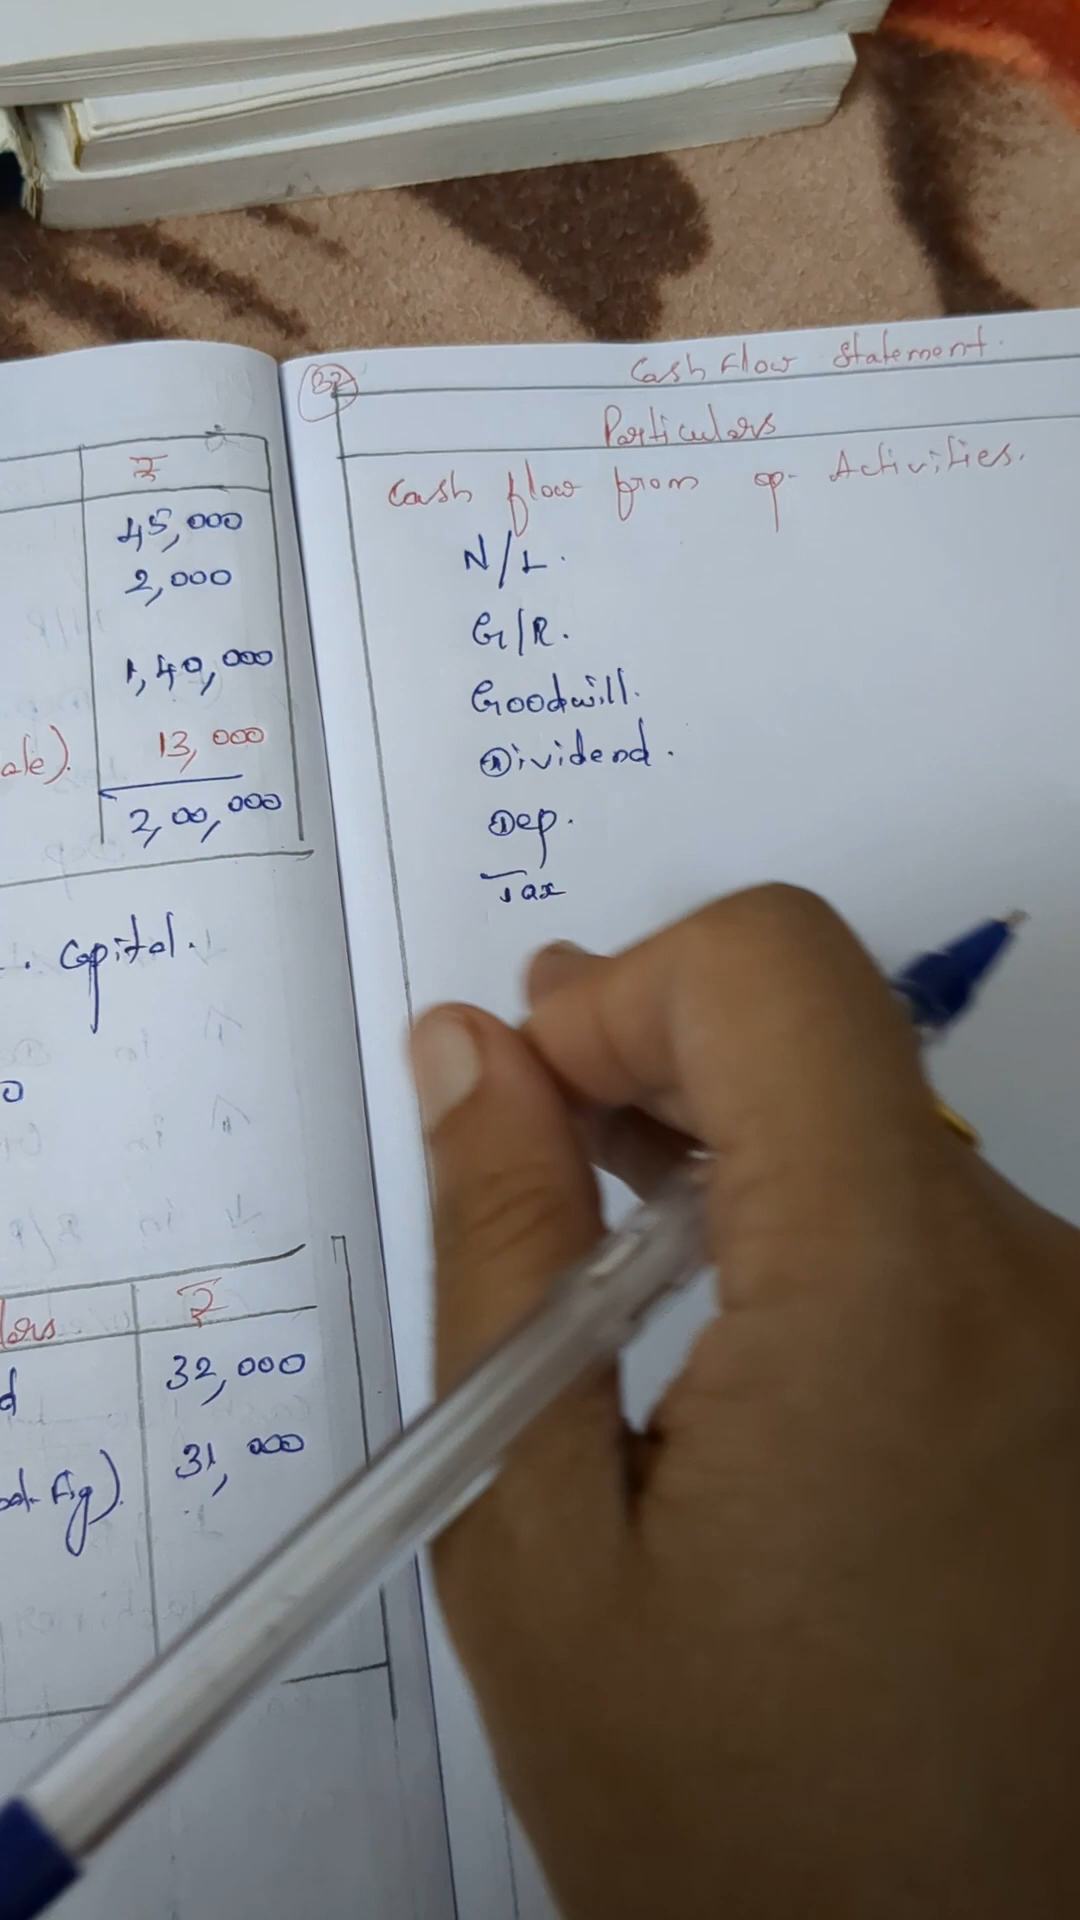 ₹
45,000
2,000
1,40,000
ale). 13,000
2,00,000
. Capital.
0
₹
32,000
31,000
Fig).
32
Cash Flow Statement.
Particulars
Cash flow from op. Activities.
N/L.
G/R.
Goodwill.
Dividend.
Dep.
Tax